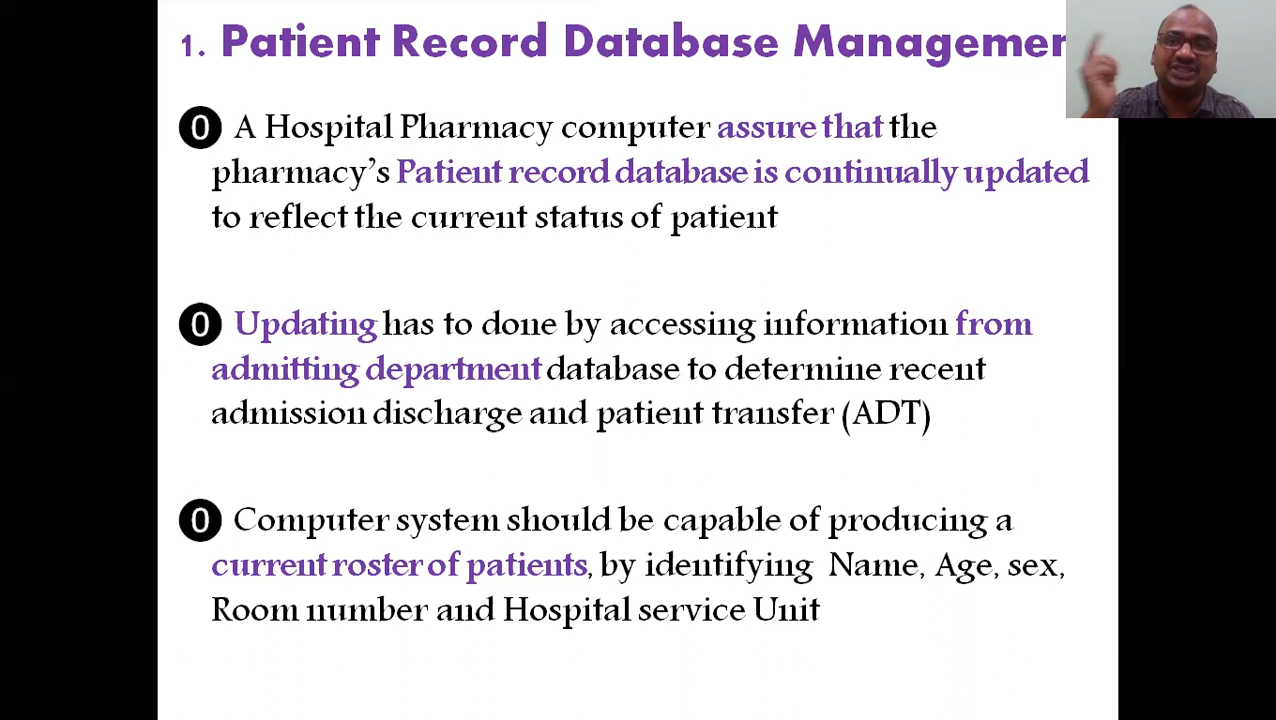 1. Patient Record Database Managemen
0 A Hospital Pharmacy computer assure that the
pharmacy's Patient record database is continually updated
to reflect the current status of patient
0 Updating has to done by accessing information from
admitting department database to determine recent
admission discharge and patient transfer (ADT)
0 Computer system should be capable of producing a
current roster of patients, by identifying Name, Age, sex,
Room number and Hospital service Unit